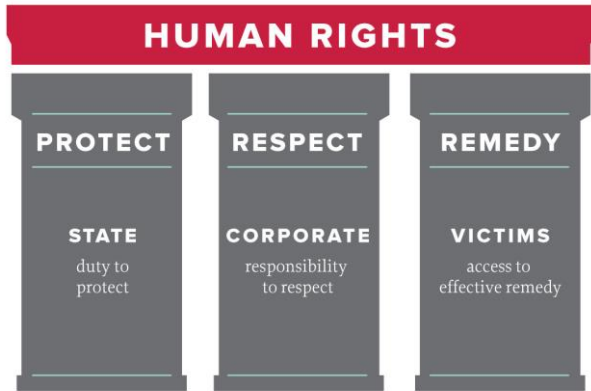 HUMAN RIGHTS
PROTECT
STATE
duty to
protect
RESPECT
CORPORATE
responsibility
to respect
REMEDY
VICTIMS
access to
effective remedy